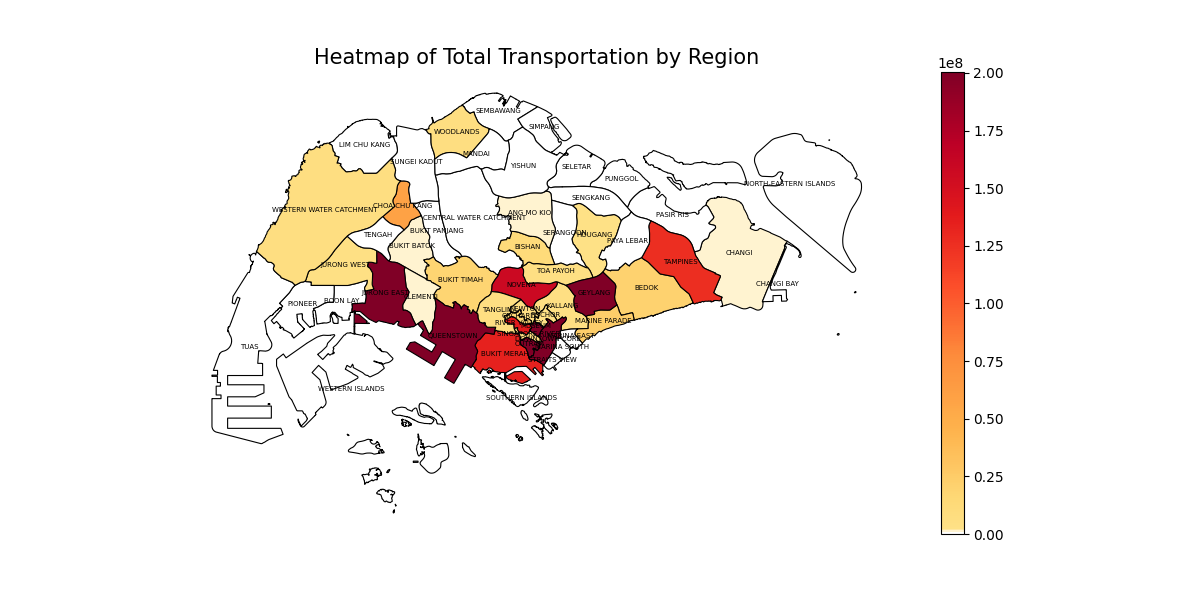 Heatmap of Total Transportation by Region
1e8
2.00
1.75
1.50
1.25
1.00
0.75
0.50
0.25
0.00
SEMBAWANG
SIMPANG
WOODLANDS
LIM CHU KANG
MANDAI
SUNGEI KADUT
YISHUN
SELETAR
PUNGGOL
NORTH-EASTERN ISLANDS
SENGKANG
CHOA CHU KANG
WESTERN WATER CATCHMENT
ANG MO KIO
PASIR RIS
CENTRAL WATER CATCHMENT
BUKIT PANJANG
TENGAH
SERANGOON
HOUGANG
PAYA LEBAR
BUKIT BATOK
BISHAN
CHANGI
TAMPINES
JURONG WEST
TOA PAYOH
BUKIT TIMAH
NOVENA
CHANGI BAY
BEDOK
JURONG EAST
GEYLANG
CLEMENTI
BOON LAY
PIONEER
TANGLIN
NEWTON
KALLANG
MARINE PARADE
QUEENSTOWN
TUAS
BUKIT MERAH
STRAITS VIEW
WESTERN ISLANDS
SOUTHERN ISLANDS